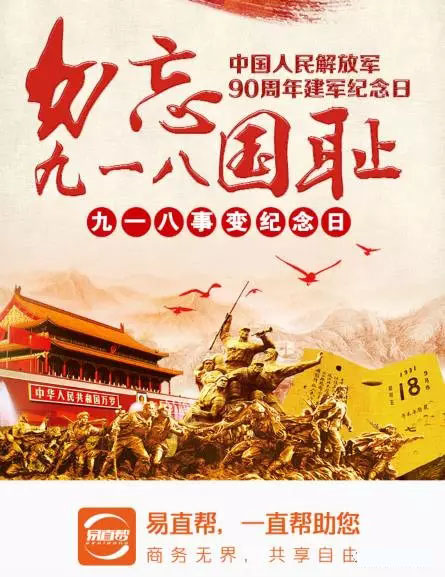 勿忘
中国人民解放军
90周年建军纪念日
九一八国耻
九一八事变纪念日
中华人民共和国万岁
1931
9月
18
易直帮
易直帮，一直帮助您
商务无界，共享自由